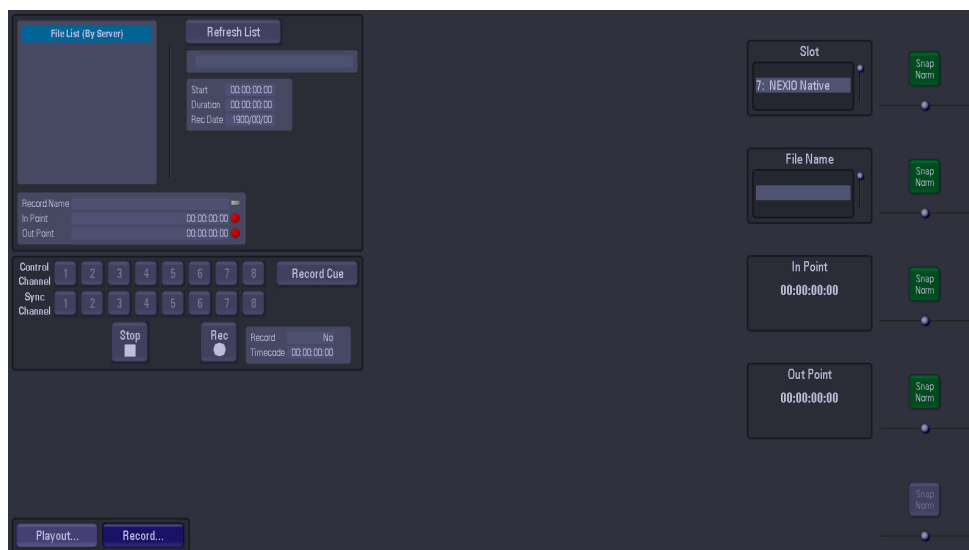 File List (By Server)
Refresh List
Start 00:00:00:00
Duration 00:00:00:00
Rec Date 1900/00/00
Record Name
In Point 00:00:00:00
Out Point 00:00:00:00
Control Channel 1 2 3 4 5 6 7 8 Record Cue
Sync Channel 1 2 3 4 5 6 7 8
Stop
Rec
Record No
Timecode 00:00:00:00
Playout...
Record...
Slot
7: NEXIO Native
Snap
Norm
File Name
Snap
Norm
In Point
00:00:00:00
Snap
Norm
Out Point
00:00:00:00
Snap
Norm
Snap
Norm